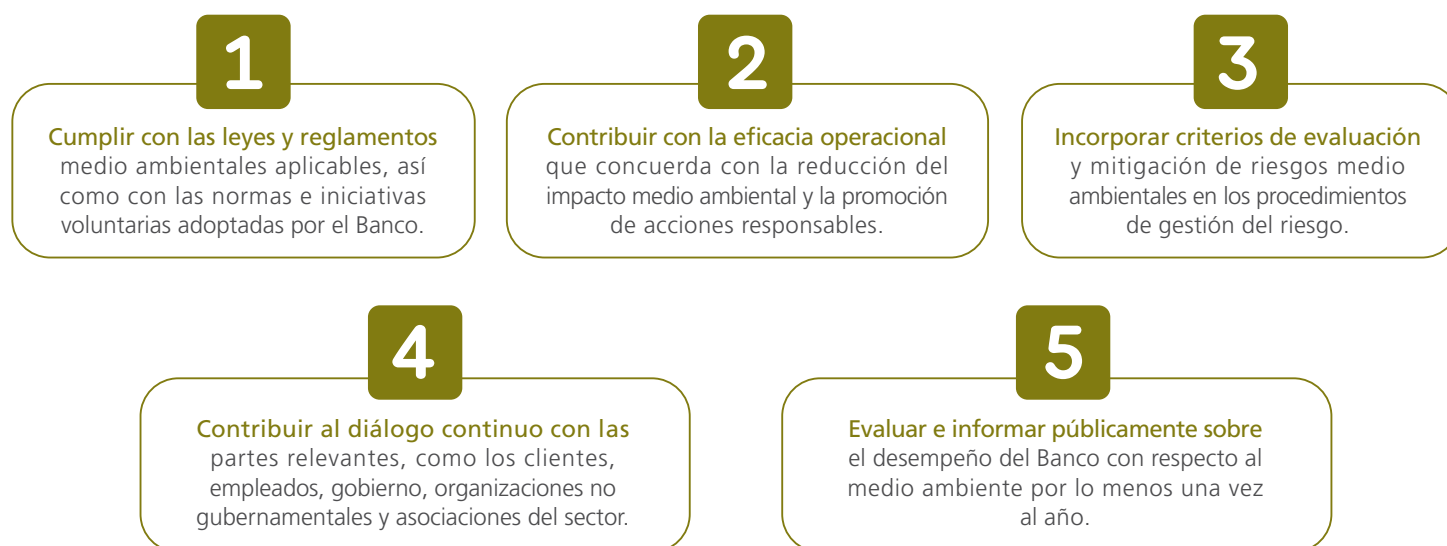 1
Cumplir con las leyes y reglamentos
medio ambientales aplicables, así
como con las normas e iniciativas
voluntarias adoptadas por el Banco.
2
Contribuir con la eficacia operacional
que concuerda con la reducción del
impacto medio ambiental y la promoción
de acciones responsables.
3
Incorporar criterios de evaluación
y mitigación de riesgos medio
ambientales en los procedimientos
de gestión del riesgo.
4
Contribuir al diálogo continuo con las
partes relevantes, como los clientes,
empleados, gobierno, organizaciones no
gubernamentales y asociaciones del sector.
5
Evaluar e informar públicamente sobre
el desempeño del Banco con respecto al
medio ambiente por lo menos una vez
al año.